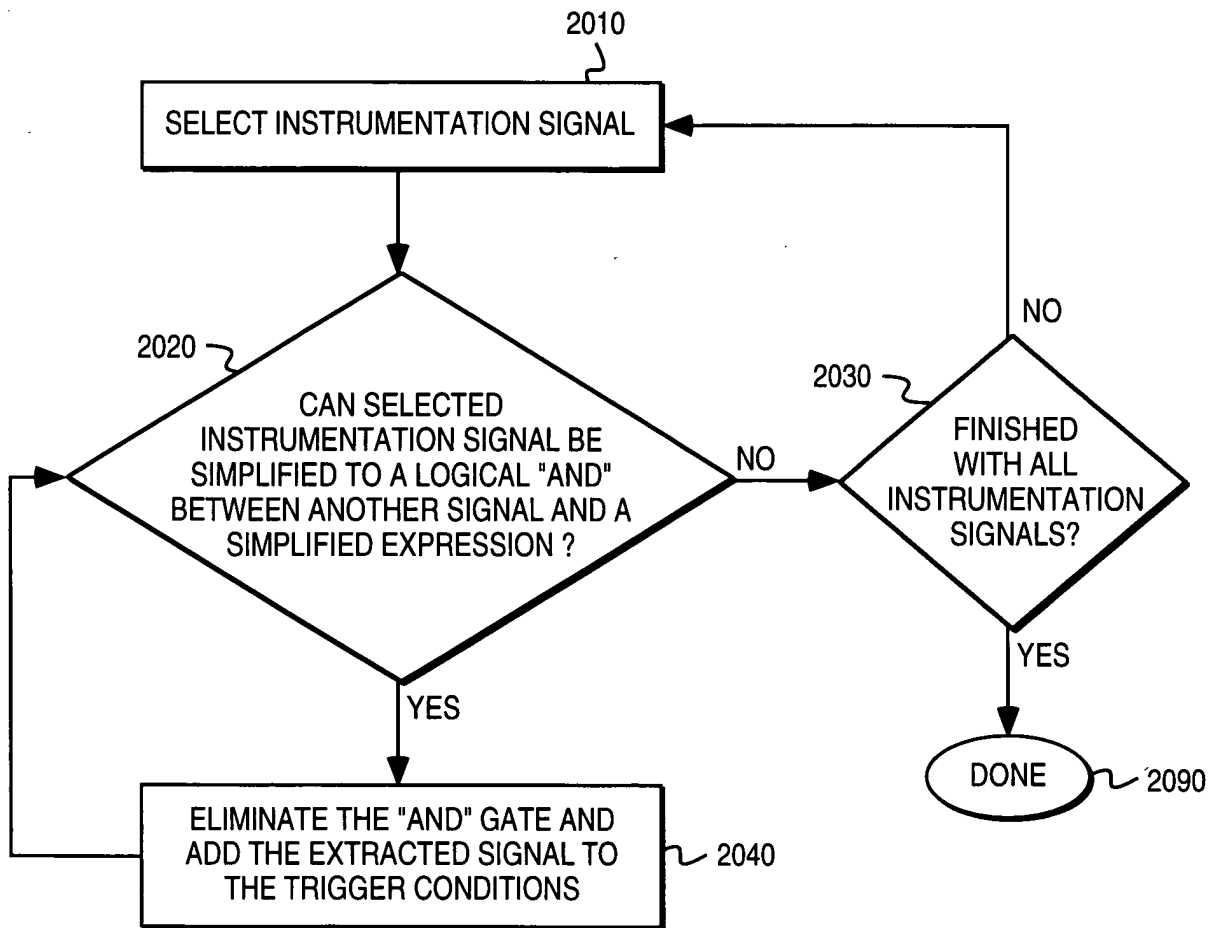 2010
SELECT INSTRUMENTATION SIGNAL
2020
CAN SELECTED
INSTRUMENTATION SIGNAL BE
SIMPLIFIED TO A LOGICAL "AND"
BETWEEN ANOTHER SIGNAL AND A
SIMPLIFIED EXPRESSION ?
NO
YES
2030
NO
FINISHED
WITH ALL
INSTRUMENTATION
SIGNALS?
YES
DONE
2090
ELIMINATE THE "AND" GATE AND
ADD THE EXTRACTED SIGNAL TO
THE TRIGGER CONDITIONS
2040